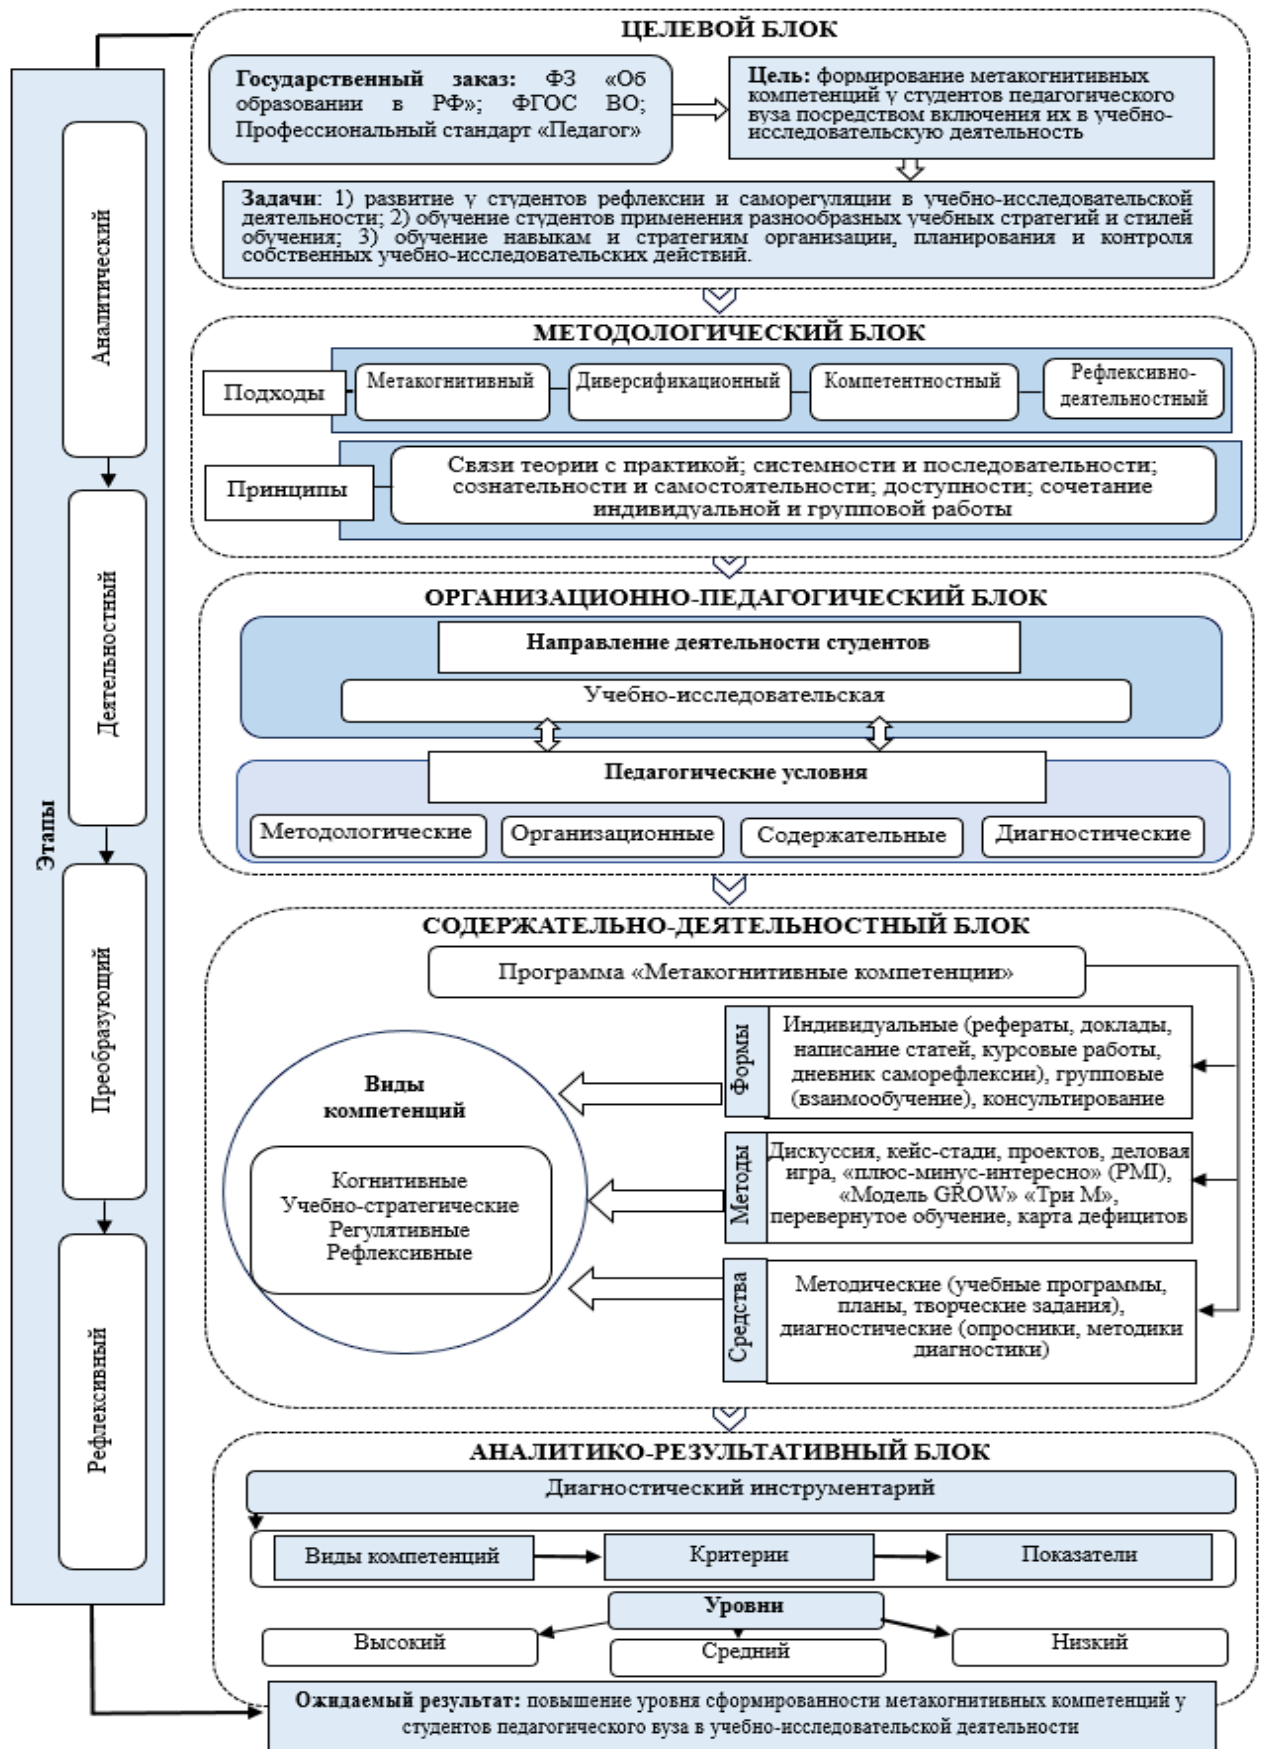 ЦЕЛЕВОЙ БЛОК
Государственный заказ: ФЗ «Об
образовании в РФ»; ФГОС ВО;
Профессиональный стандарт «Педагог»
Цель: формирование метакогнитивных
компетенций у студентов педагогического
вуза посредством включения их в учебно-
исследовательскую деятельность
Задачи: 1) развитие у студентов рефлексии и саморегуляции в учебно-исследовательской
деятельности; 2) обучение студентов применения разнообразных учебных стратегий и стилей
обучения; 3) обучение навыкам и стратегиям организации, планирования и контроля
собственных учебно-исследовательских действий.
Этапы
Аналитический
Деятельностный
Преобразующий
Рефлексивный
МЕТОДОЛОГИЧЕСКИЙ БЛОК
Подходы
Метакогнитивный
Диверсификационный
Компетентностный
Рефлексивно-
деятельностный
Принципы
Связи теории с практикой; системности и последовательности;
сознательности и самостоятельности; доступности; сочетание
индивидуальной и групповой работы
ОРГАНИЗАЦИОННО-ПЕДАГОГИЧЕСКИЙ БЛОК
Направление деятельности студентов
Учебно-исследовательская
Педагогические условия
Методологические
Организационные
Содержательные
Диагностические
СОДЕРЖАТЕЛЬНО-ДЕЯТЕЛЬНОСТНЫЙ БЛОК
Программа «Метакогнитивные компетенции»
Виды
компетенций
Когнитивные
Учебно-стратегические
Регулятивные
Рефлексивные
Формы
Индивидуальные (рефераты, доклады,
написание статей, курсовые работы,
дневник саморефлексии), групповые
(взаимообучение), консультирование
Методы
Дискуссия, кейс-стади, проектов, деловая
игра, «плюс-минус-интересно» (PMI),
«Модель GROW» «Три М»,
перевернутое обучение, карта дефицитов
Средства
Методические (учебные программы,
планы, творческие задания),
диагностические (опросники, методики
диагностики)
АНАЛИТИКО-РЕЗУЛЬТАТИВНЫЙ БЛОК
Диагностический инструментарий
Виды компетенций
Критерии
Показатели
Уровни
Высокий
Средний
Низкий
Ожидаемый результат: повышение уровня сформированности метакогнитивных компетенций у
студентов педагогического вуза в учебно-исследовательской деятельности